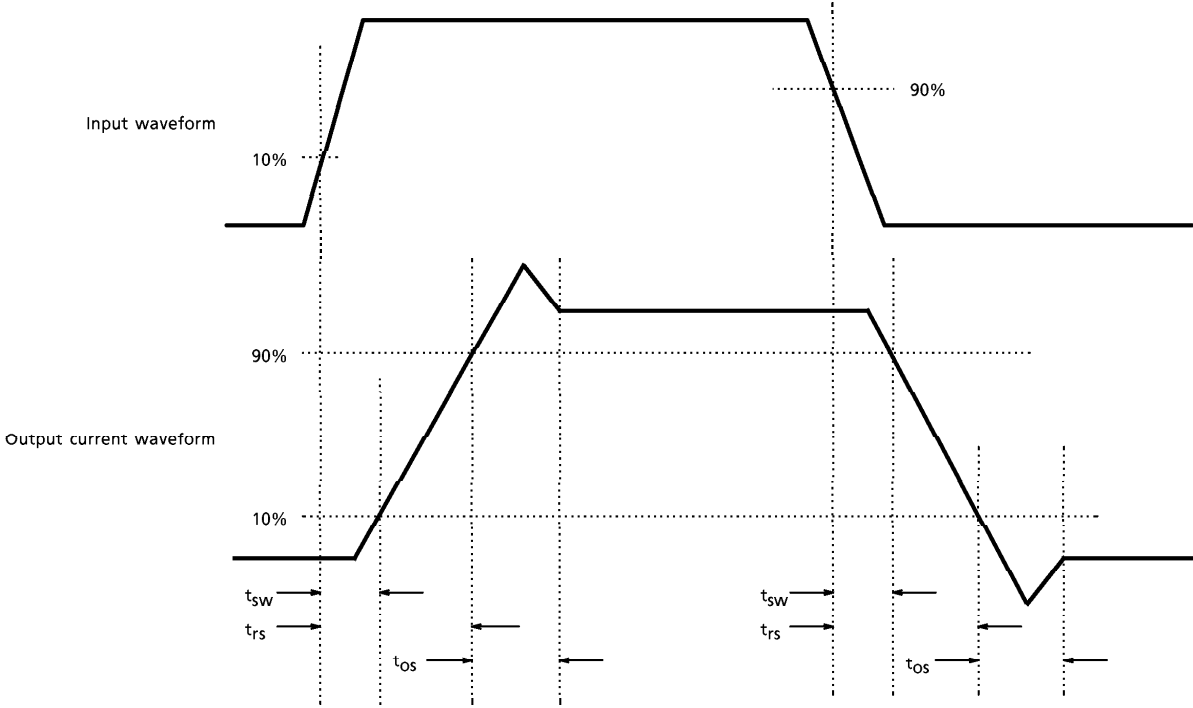 90%
Input waveform
10%
90%
Output current waveform
10%
tsw
tsw
trs
trs
tos
tos